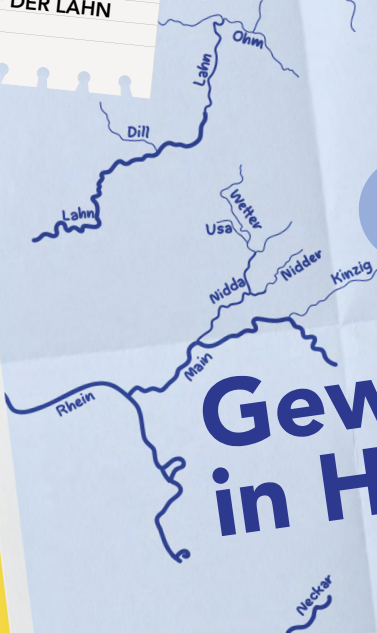 DER LAHN
Ohm
Lahn
Dill
Lahn
Wetter
Usa
Nidder
Kinzig
Nidda
Main
Rhein
Gew
in H
Neckar